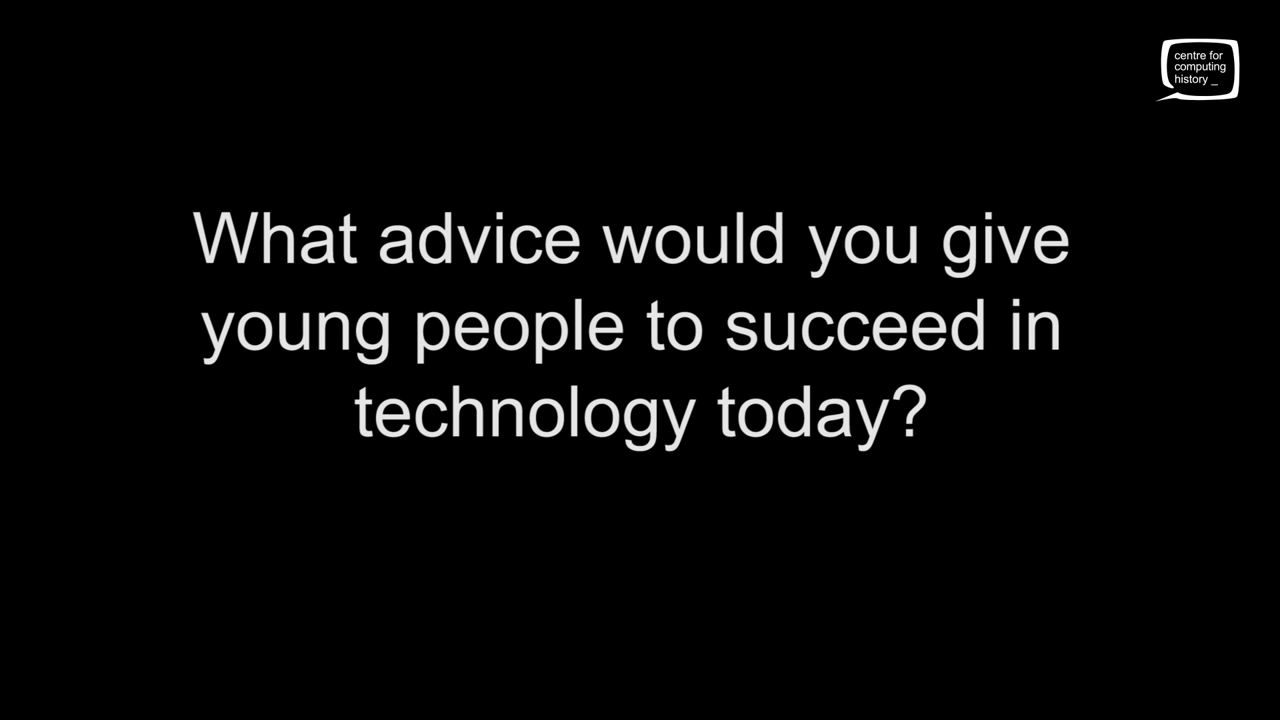 centre for
computing
history _
What advice would you give
young people to succeed in
technology today?